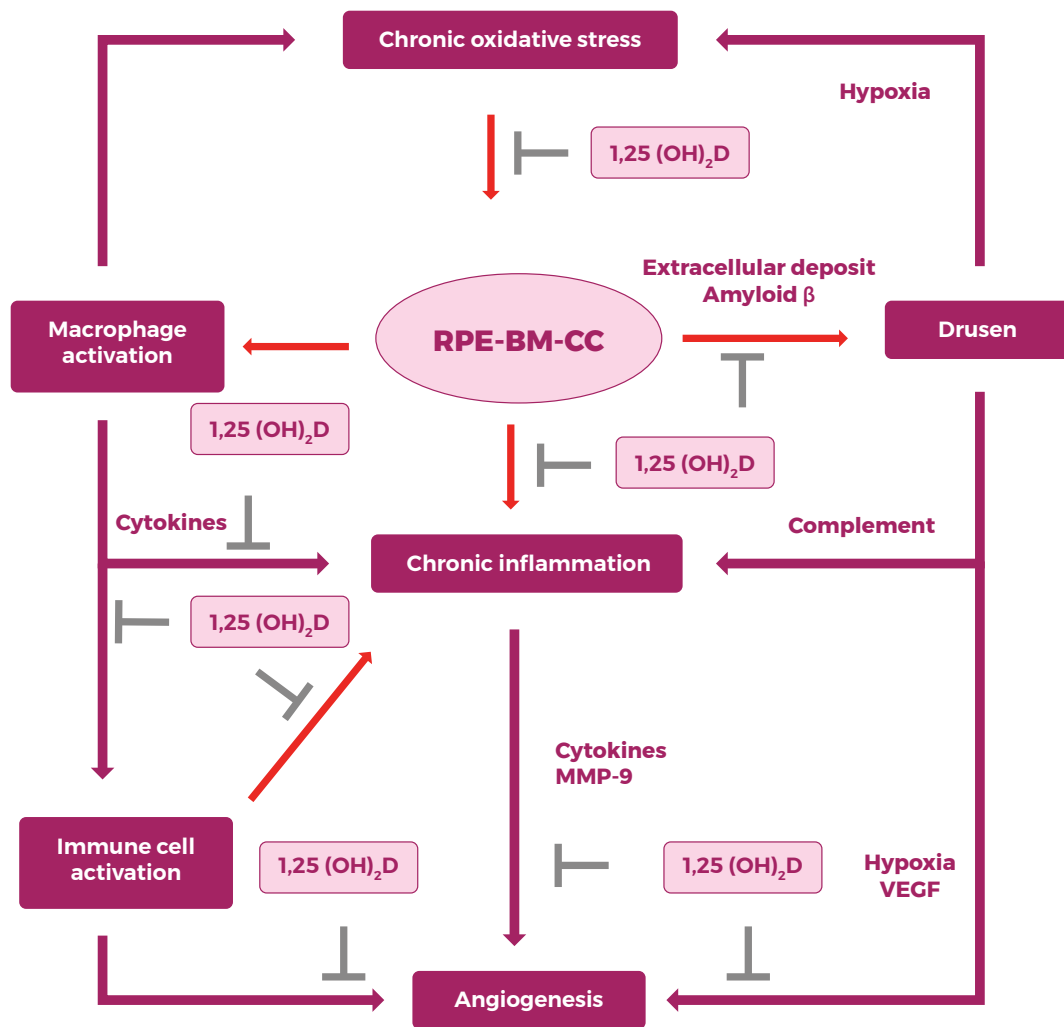 Chronic oxidative stress
Hypoxia
1,25 (OH)₂D
Extracellular deposit
Amyloid β
Macrophage
activation
RPE-BM-CC
Drusen
1,25 (OH)₂D
1,25 (OH)₂D
Cytokines
Complement
Chronic inflammation
1,25 (OH)₂D
Cytokines
MMP-9
Immune cell
activation
1,25 (OH)₂D
1,25 (OH)₂D
Hypoxia
VEGF
Angiogenesis